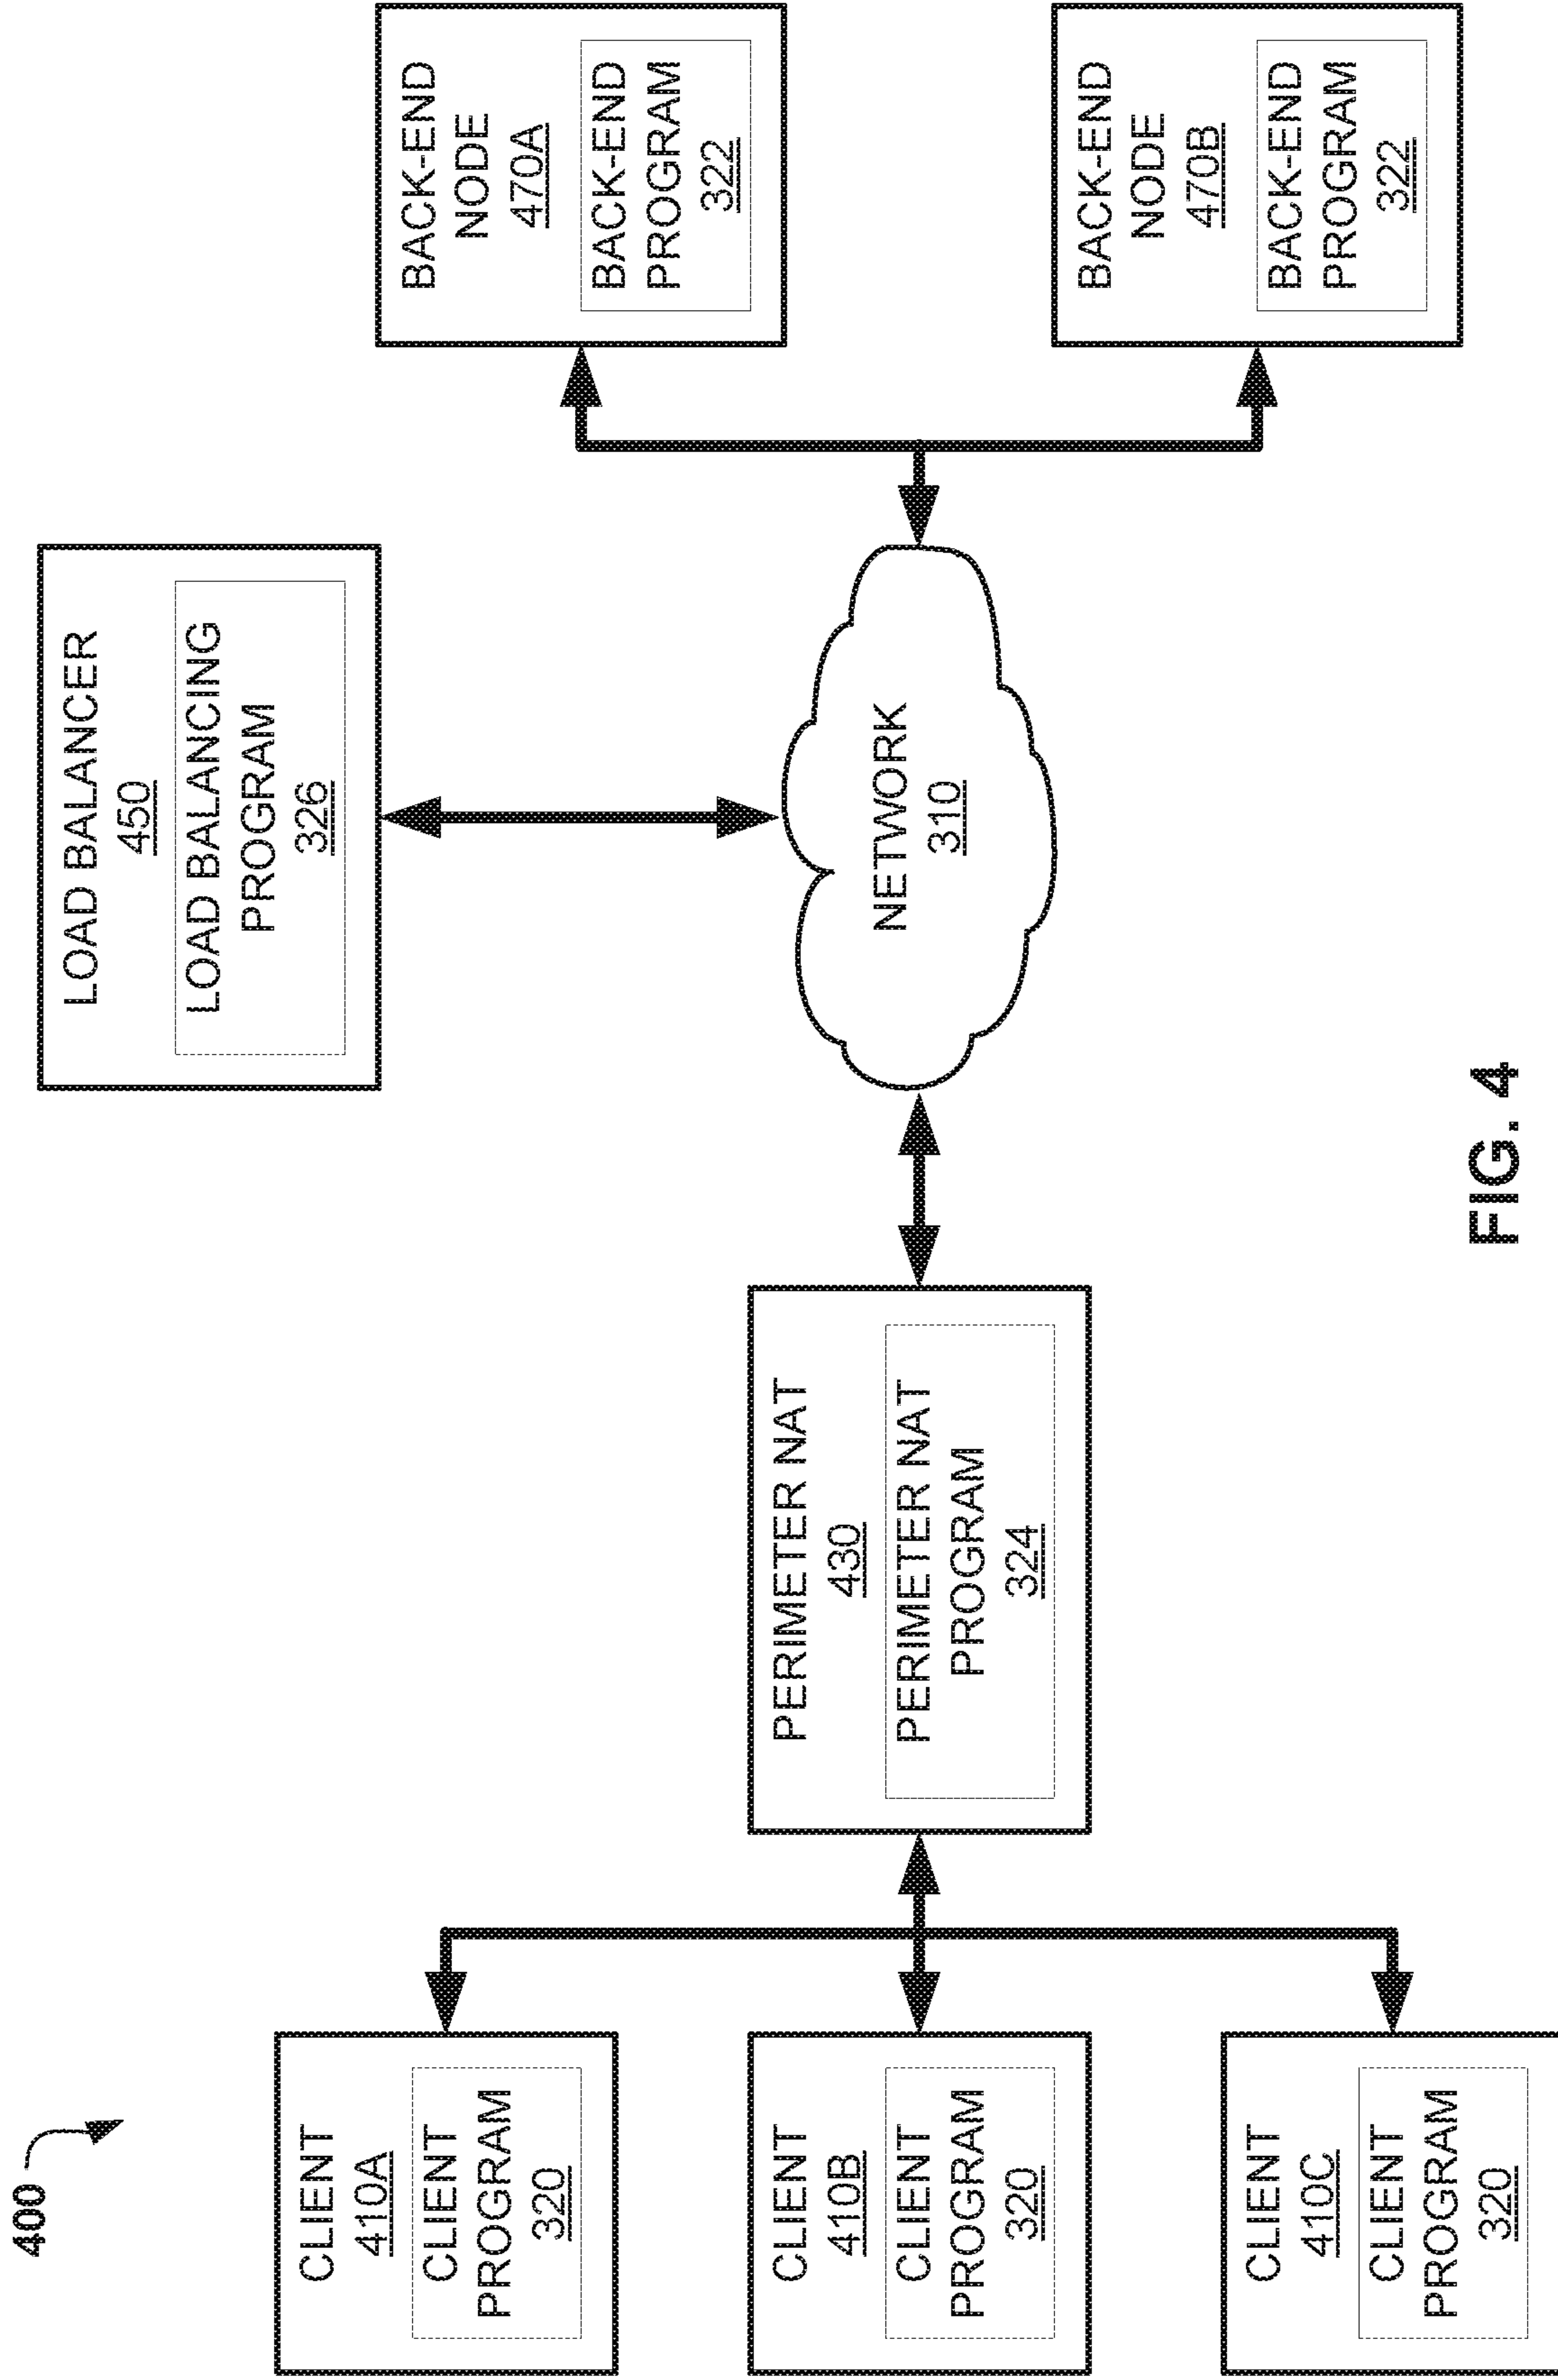 400
CLIENT
410A
CLIENT
PROGRAM
320
CLIENT
410B
CLIENT
PROGRAM
320
CLIENT
410C
CLIENT
PROGRAM
320
PERIMETER NAT
430
PERIMETER NAT
PROGRAM
324
LOAD BALANCER
450
LOAD BALANCING
PROGRAM
326
NETWORK
310
BACK-END
NODE
470A
BACK-END
PROGRAM
322
BACK-END
NODE
470B
BACK-END
PROGRAM
322
FIG. 4